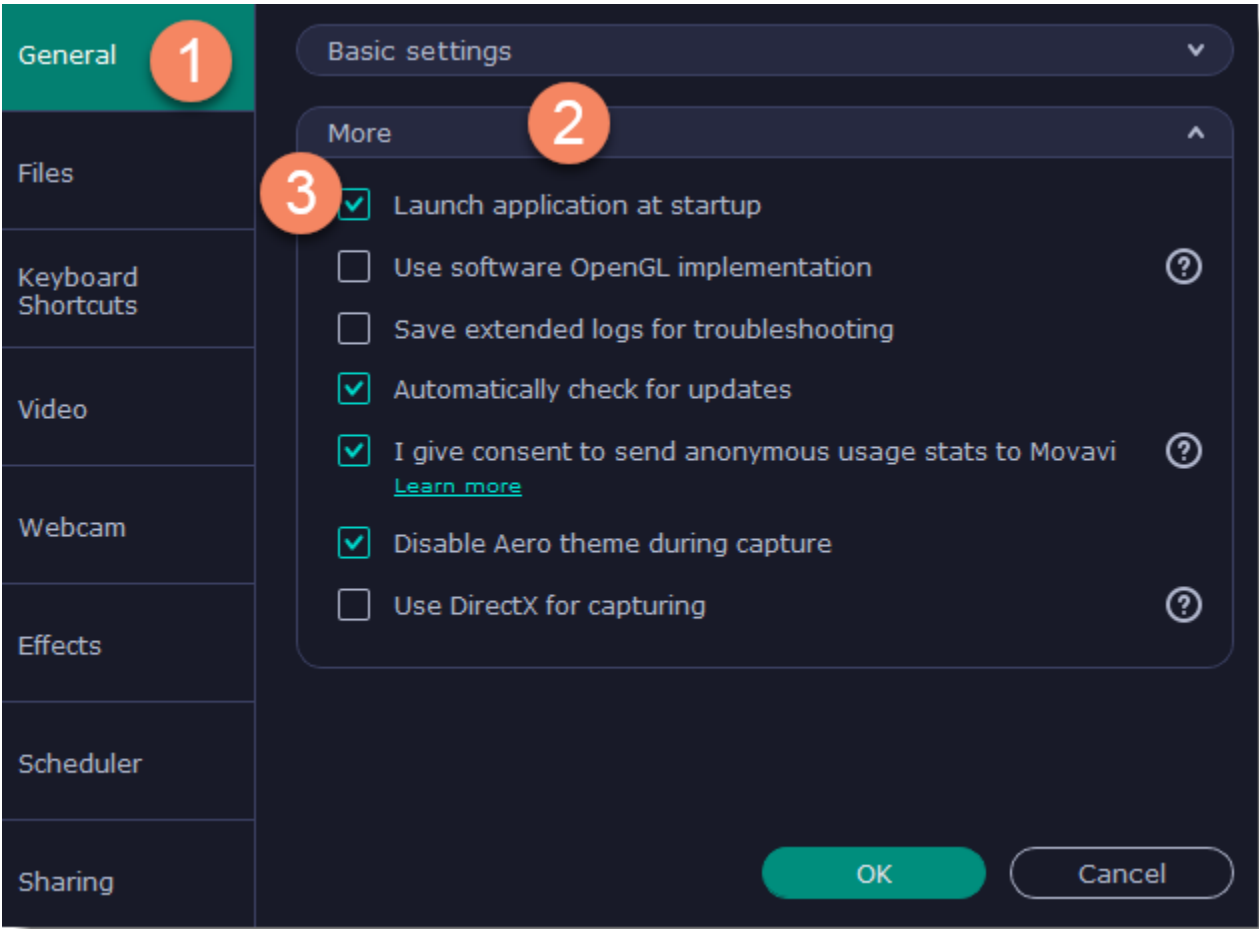 General
1
Files
Keyboard
Shortcuts
Video
Webcam
Effects
Scheduler
Sharing
Basic settings
More
2
3
Launch application at startup
Use software OpenGL implementation
?
Save extended logs for troubleshooting
Automatically check for updates
I give consent to send anonymous usage stats to Movavi
?
Learn more
Disable Aero theme during capture
Use DirectX for capturing
?
OK
Cancel